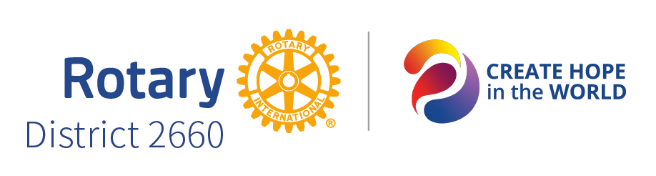 Rotary
District 2660
ROTARY
INTERNATIONAL
®
CREATE HOPE
in the WORLD